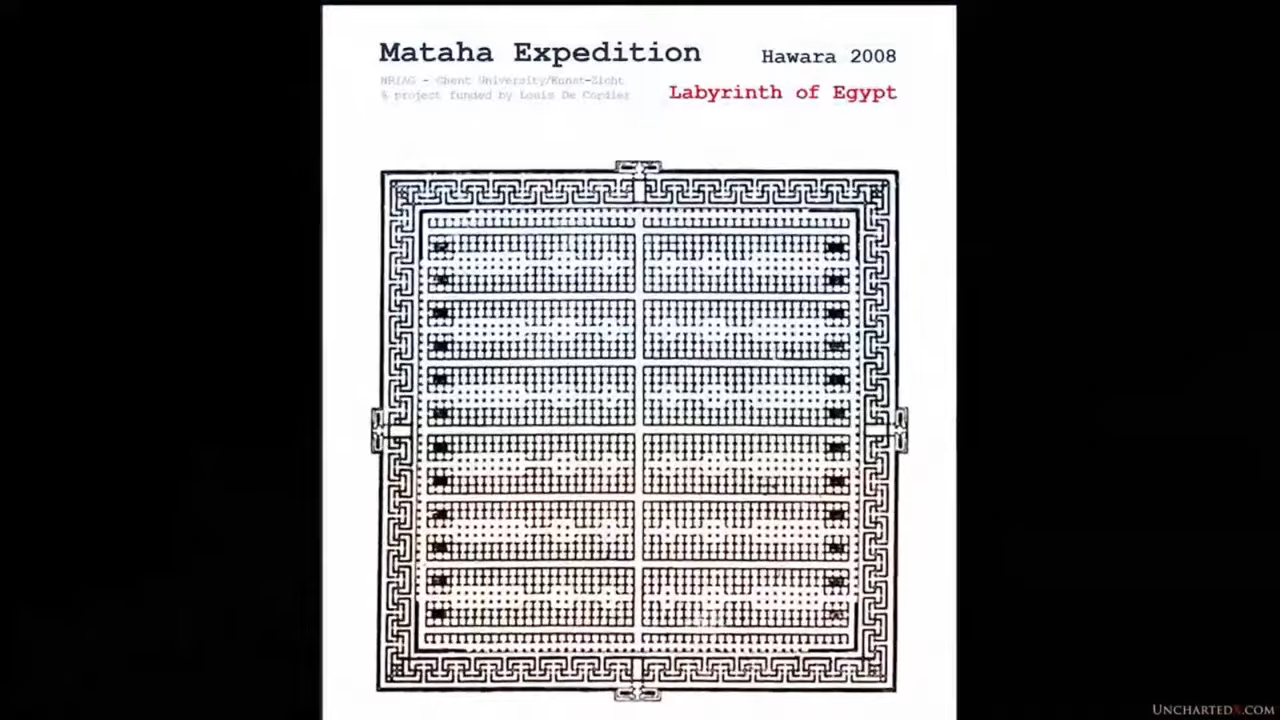 Mataha Expedition
Hawara 2008
NRIAG - Ghent University/Kunst-Zicht
A project funded by Louis De Cordier
Labyrinth of Egypt
UNCHARTEDX.COM